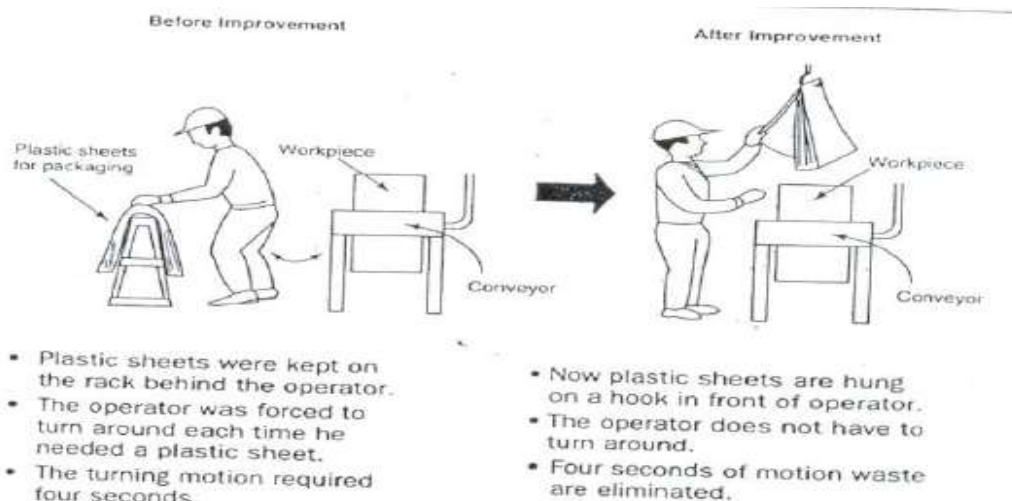 Before Improvement
Plastic sheets
for packaging
Workpiece
Conveyor
• Plastic sheets were kept on
the rack behind the operator.
• The operator was forced to
turn around each time he
needed a plastic sheet.
• The turning motion required
four seconds.
After Improvement
Workpiece
Conveyor
• Now plastic sheets are hung
on a hook in front of operator.
• The operator does not have to
turn around.
• Four seconds of motion waste
are eliminated.